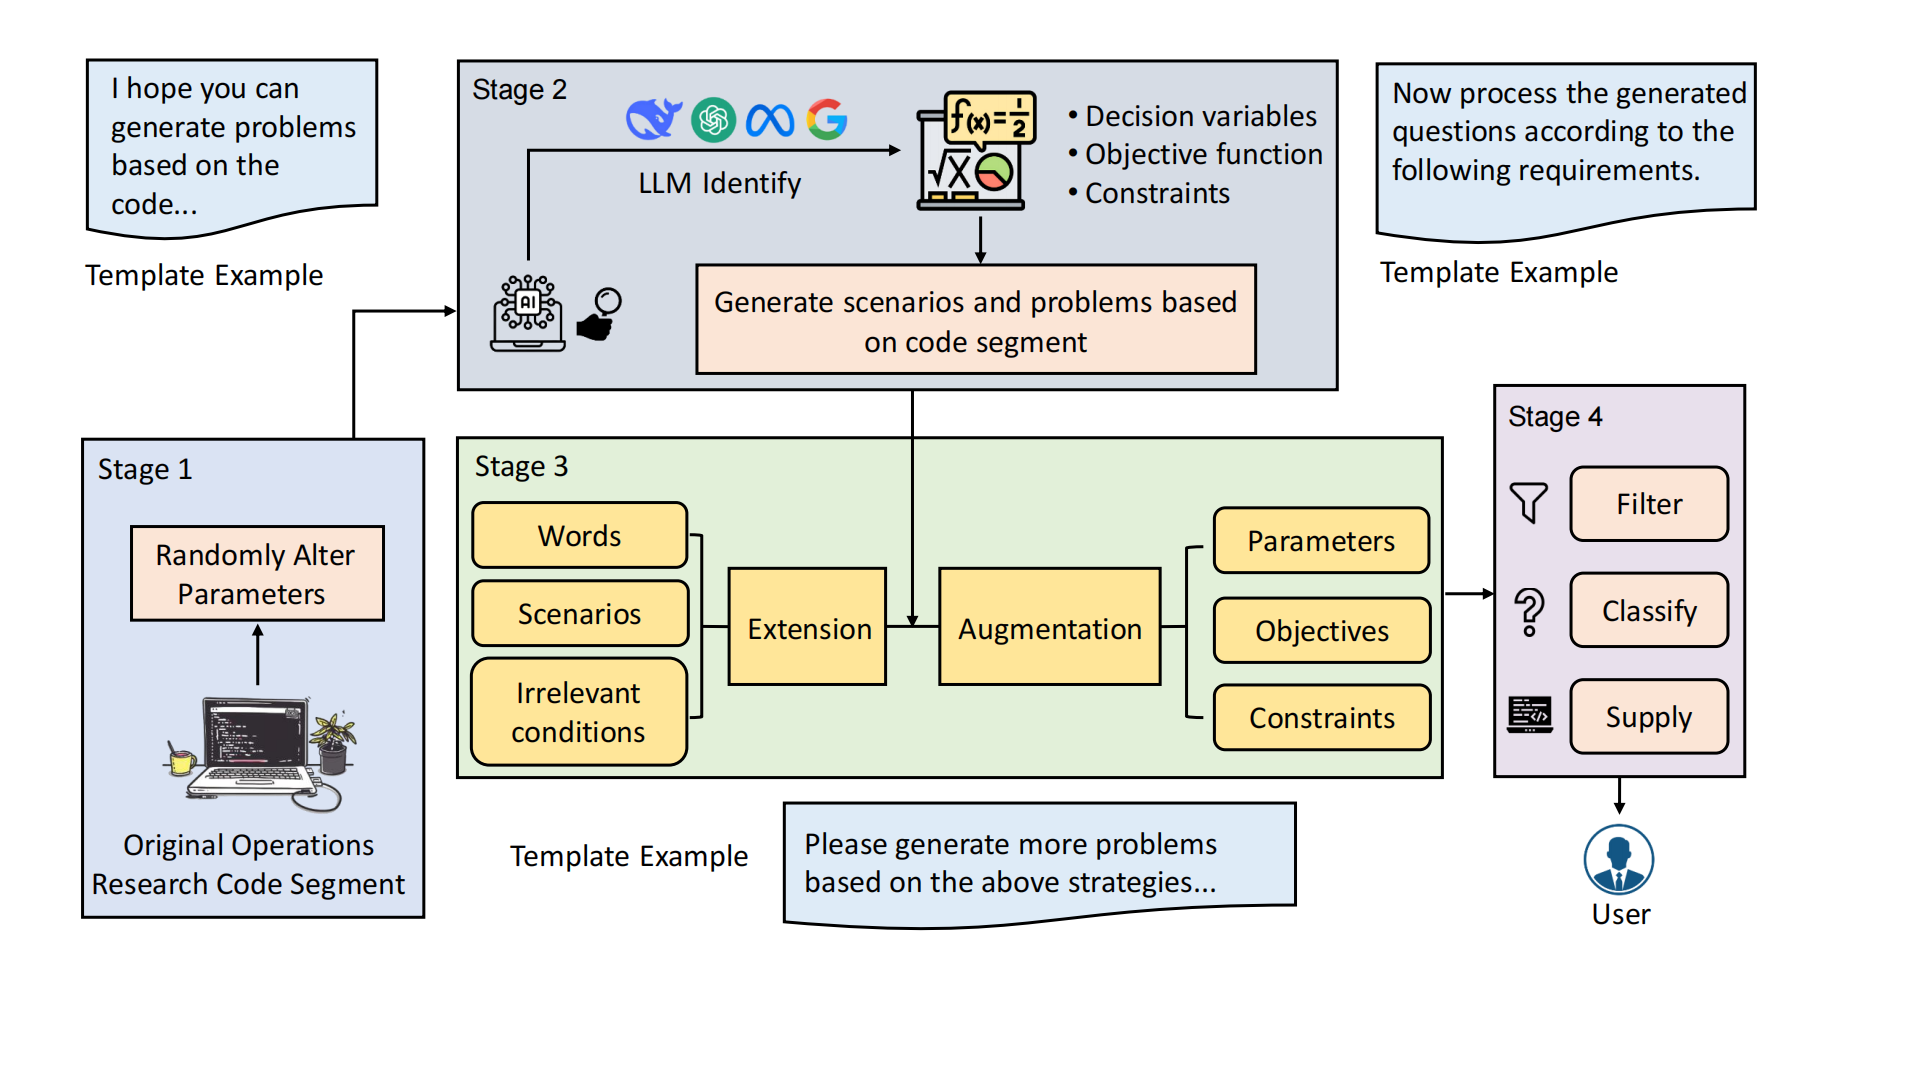 I hope you can
generate problems
based on the
code...
Template Example
Stage 2
LLM Identify
f(x)=1/2
√X
AI
• Decision variables
• Objective function
• Constraints
Generate scenarios and problems based
on code segment
Now process the generated
questions according to the
following requirements.
Template Example
Stage 1
Randomly Alter
Parameters
Original Operations
Research Code Segment
Stage 3
Words
Scenarios
Irrelevant
conditions
Extension
Augmentation
Parameters
Objectives
Constraints
Template Example
Please generate more problems
based on the above strategies...
Stage 4
Filter
Classify
Supply
User